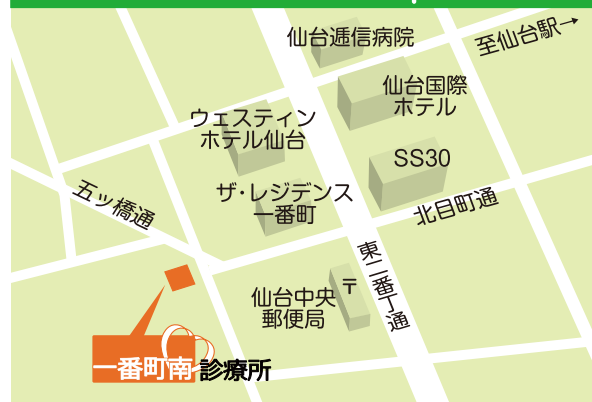 仙台逓信病院
至仙台駅→
仙台国際
ホテル
ウェスティン
ホテル仙台
SS30
ザ・レジデンス
一番町
五ッ橋通
北目町通
東二番丁通
仙台中央
郵便局
〒
一番町南 診療所